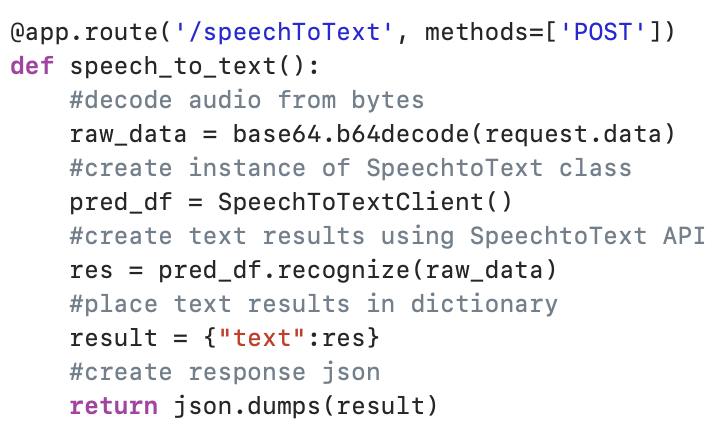 @app.route('/speechToText', methods=['POST'])
def speech_to_text():
    #decode audio from bytes
    raw_data = base64.b64decode(request.data)
    #create instance of SpeechtoText class
    pred_df = SpeechToTextClient()
    #create text results using SpeechtoText API
    res = pred_df.recognize(raw_data)
    #place text results in dictionary
    result = {"text":res}
    #create response json
    return json.dumps(result)